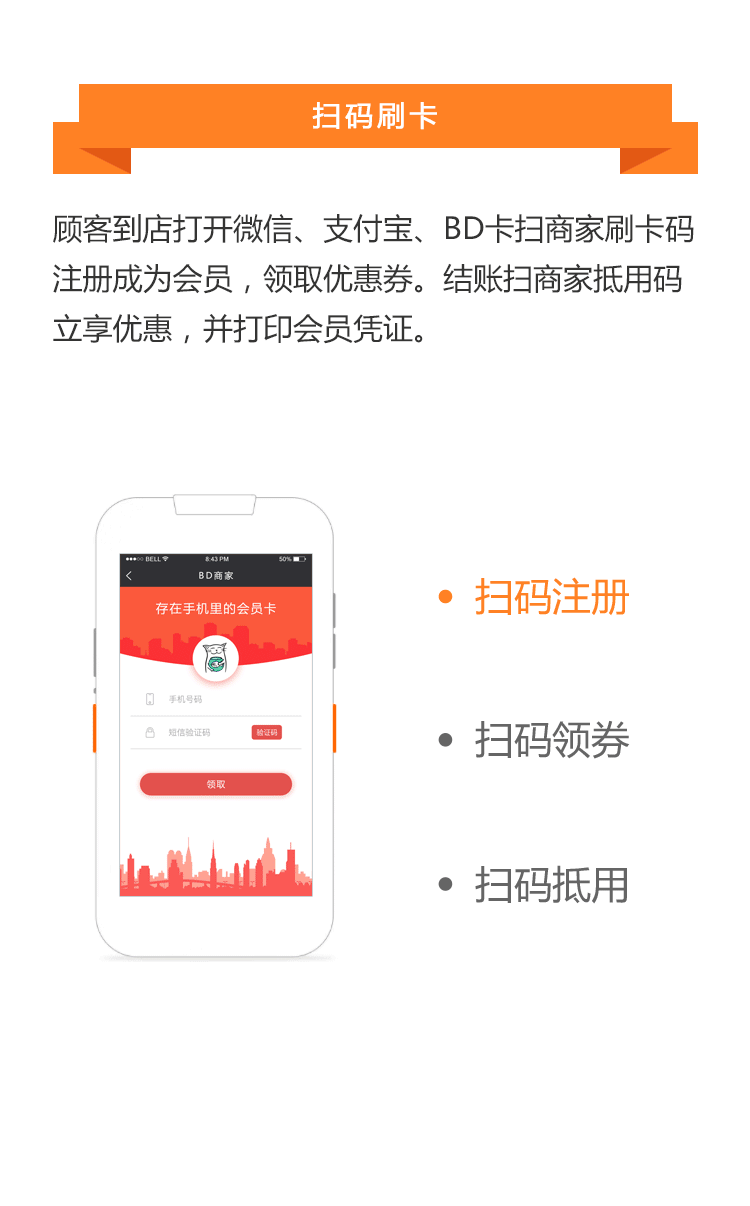 扫码刷卡
顾客到店打开微信、支付宝、BD卡扫商家刷卡码
注册成为会员，领取优惠券。结账扫商家抵用码
立享优惠，并打印会员凭证。
BELL 8:43 PM 50%
BD商家
存在手机里的会员卡
手机号码
短信验证码 验证码
领取
扫码注册
扫码领券
扫码抵用